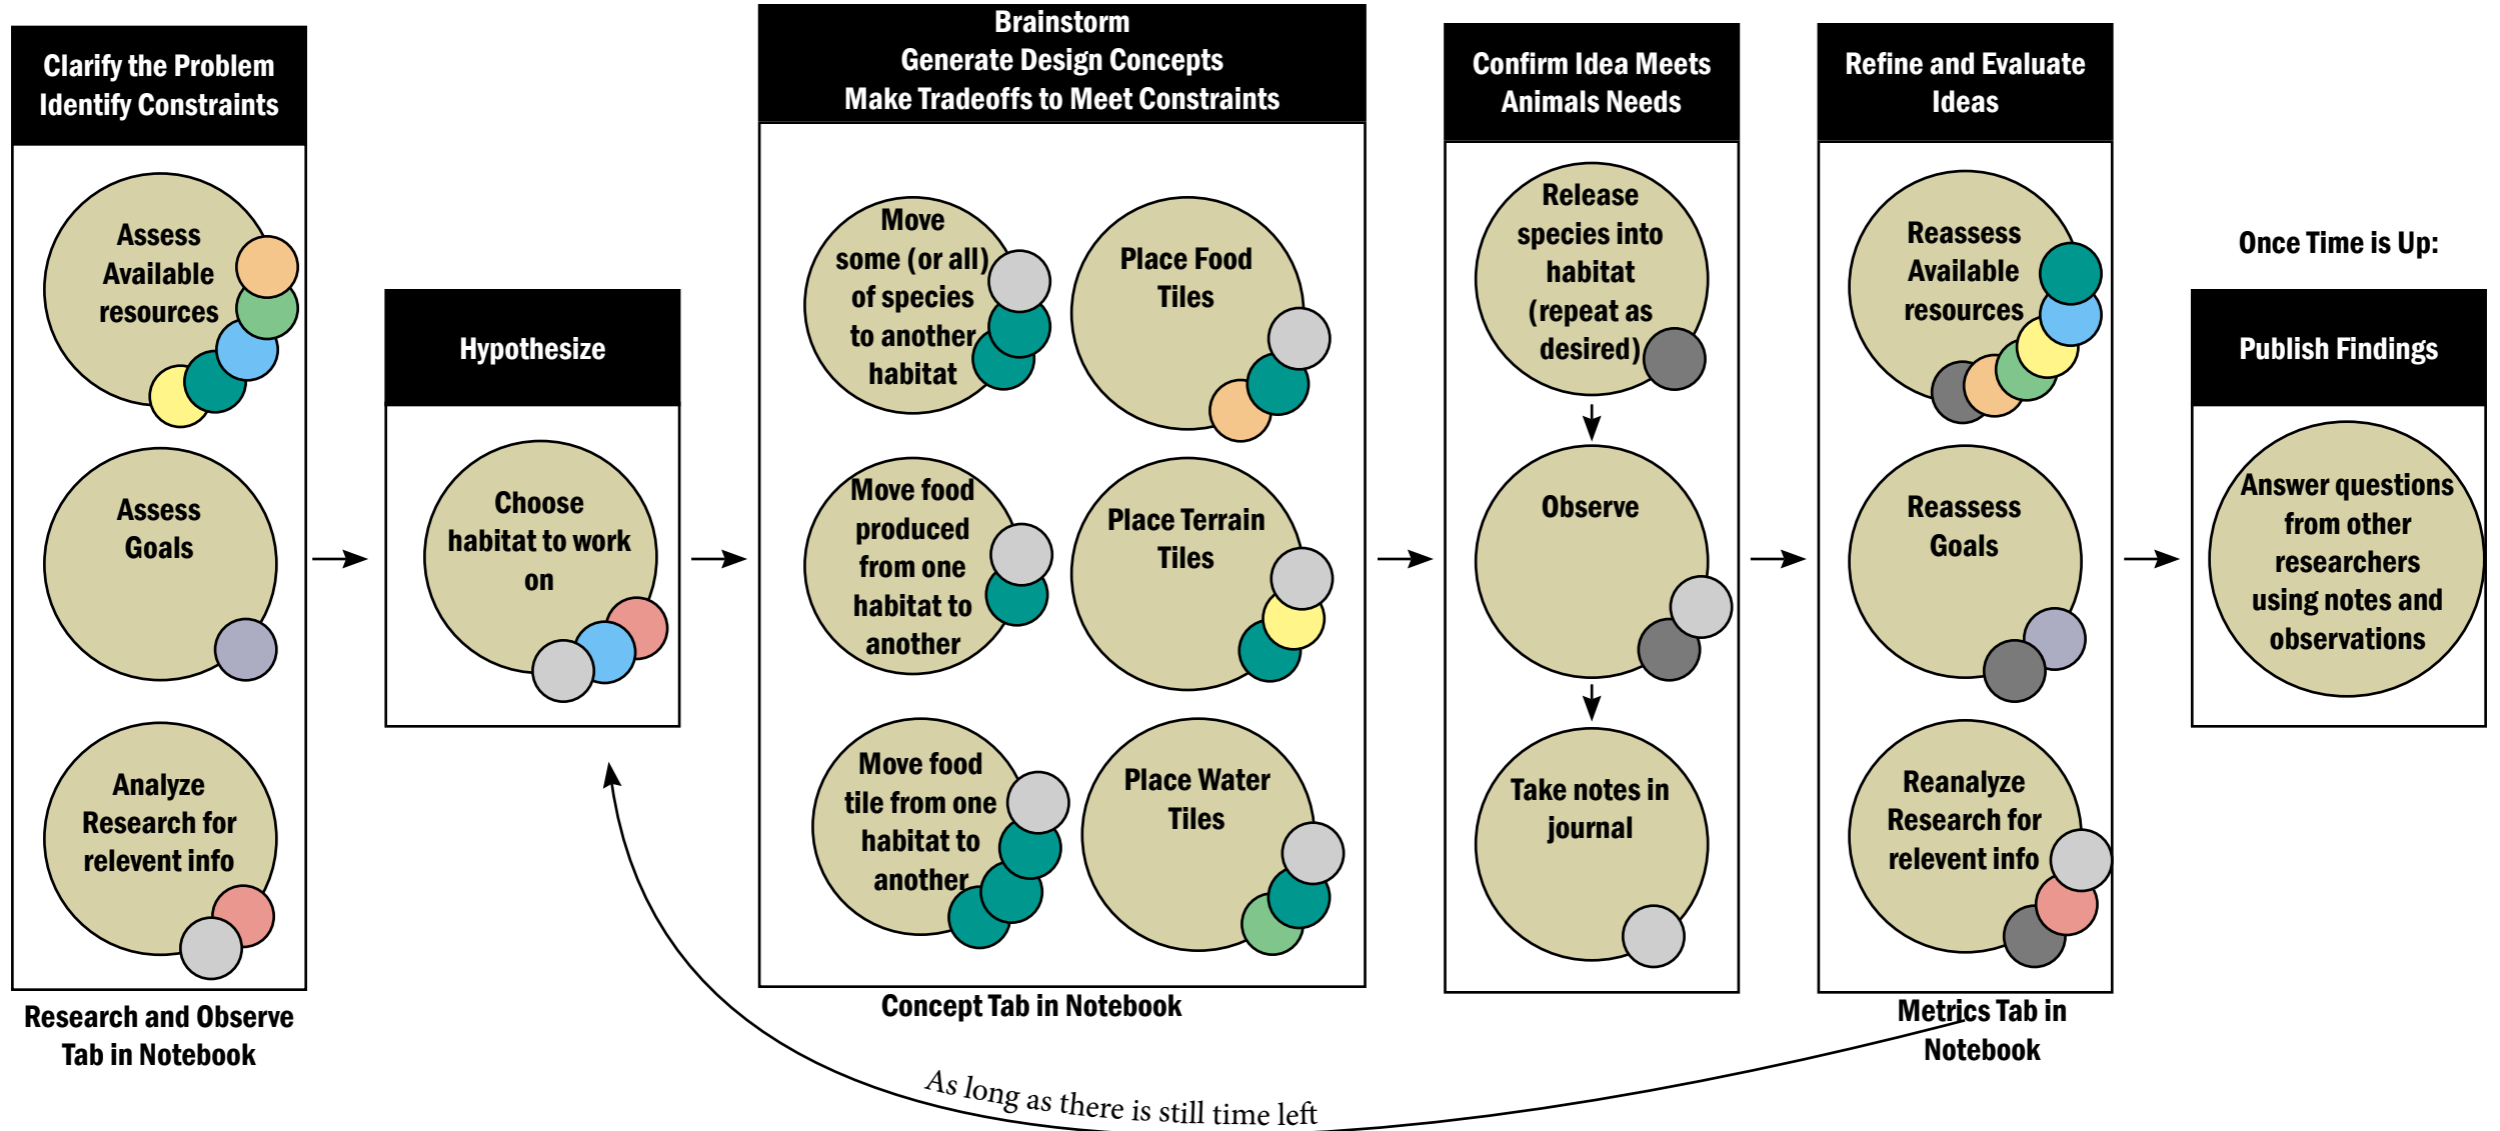 Clarify the Problem
Identify Constraints
Assess
Available
resources
Assess
Goals
Analyze
Research for
relevent info
Research and Observe
Tab in Notebook
Hypothesize
Choose
habitat to work
on
Brainstorm
Generate Design Concepts
Make Tradeoffs to Meet Constraints
Move
some (or all)
of species
to another
habitat
Place Food
Tiles
Move food
produced
from one
habitat to
another
Place Terrain
Tiles
Move food
tile from one
habitat to
another
Place Water
Tiles
Concept Tab in Notebook
Confirm Idea Meets
Animals Needs
Release
species into
habitat
(repeat as
desired)
Observe
Take notes in
journal
Refine and Evaluate
Ideas
Reassess
Available
resources
Reassess
Goals
Reanalyze
Research for
relevent info
Metrics Tab in
Notebook
As long as there is still time left
Once Time is Up:
Publish Findings
Answer questions
from other
researchers
using notes and
observations